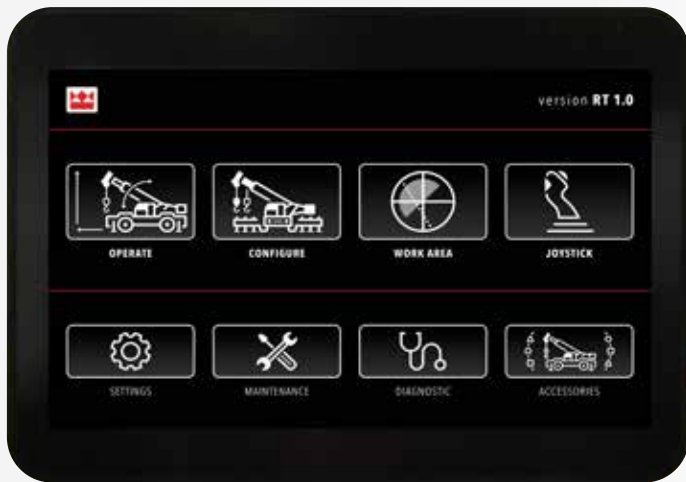 version RT 1.0
OPERATE
CONFIGURE
WORK AREA
JOYSTICK
SETTINGS
MAINTENANCE
DIAGNOSTIC
ACCESSORIES